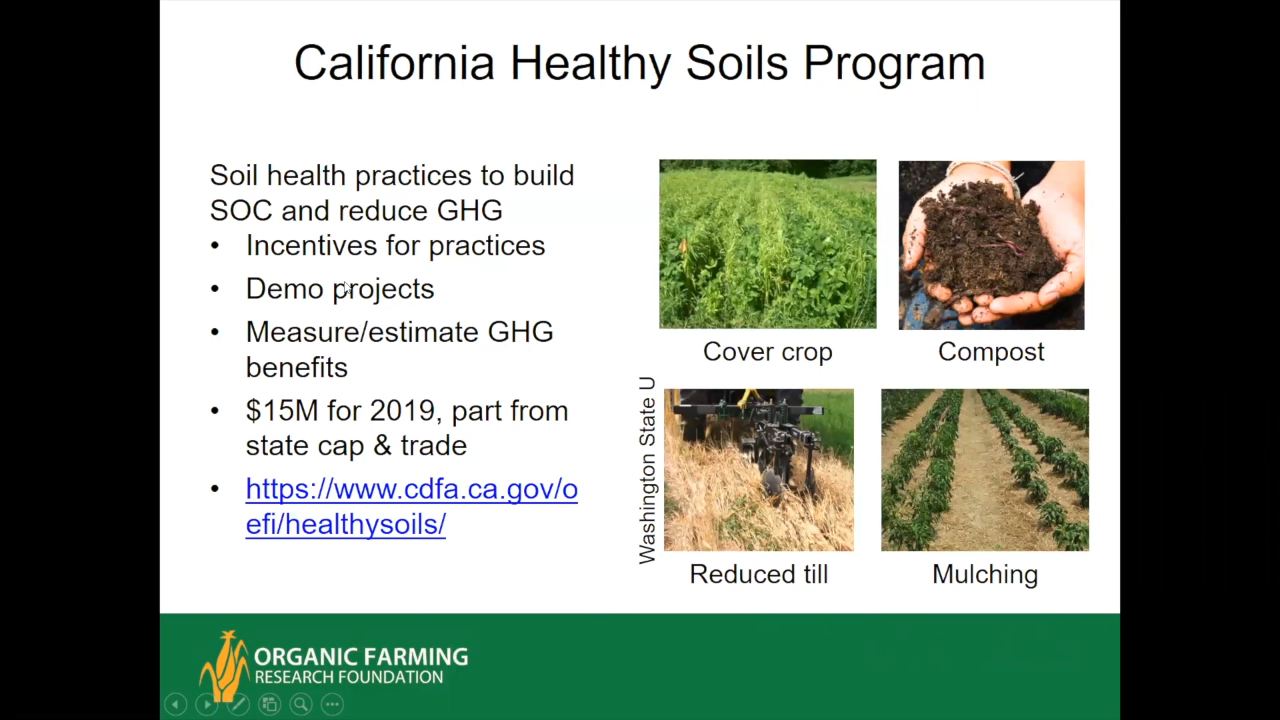 California Healthy Soils Program
Soil health practices to build
SOC and reduce GHG
• Incentives for practices
• Demo projects
• Measure/estimate GHG
benefits
• $15M for 2019, part from
state cap & trade
• https://www.cdfa.ca.gov/o
efi/healthysoils/
Cover crop
Compost
Washington State U
Reduced till
Mulching
ORGANIC FARMING
RESEARCH FOUNDATION